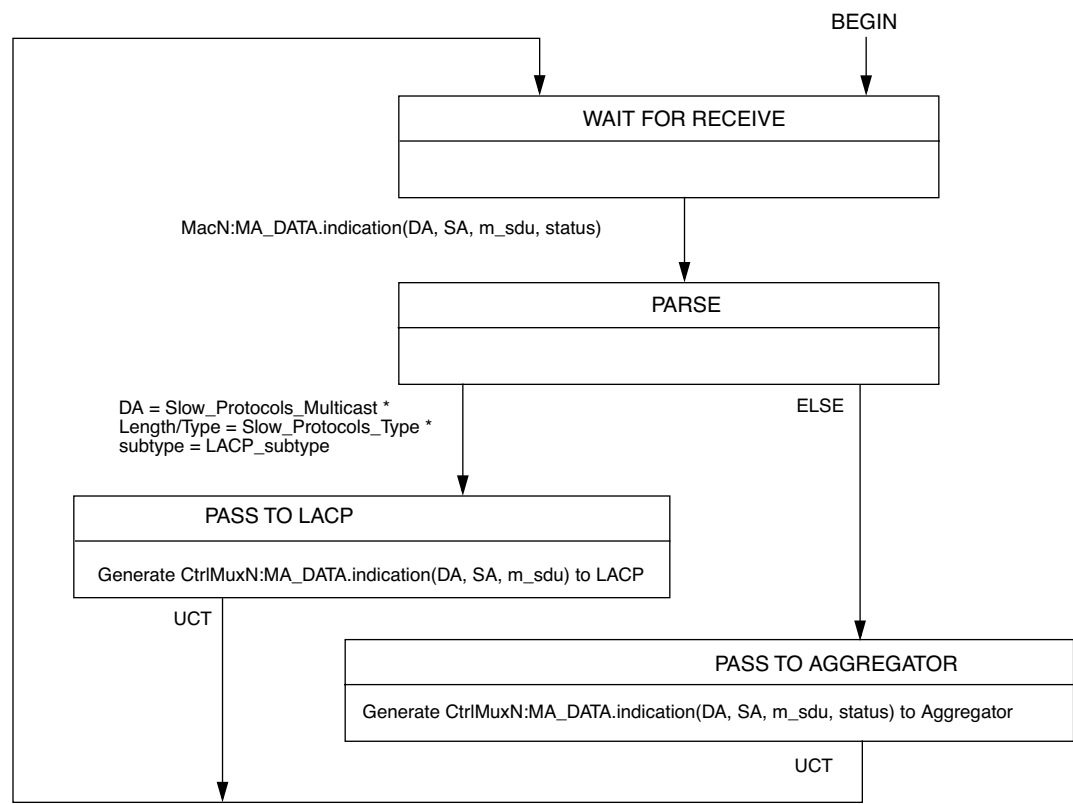 BEGIN
WAIT FOR RECEIVE
MacN:MA_DATA.indication(DA, SA, m_sdu, status)
PARSE
DA = Slow_Protocols_Multicast *
Length/Type = Slow_Protocols_Type *
subtype = LACP_subtype
ELSE
PASS TO LACP
Generate CtrlMuxN:MA_DATA.indication(DA, SA, m_sdu) to LACP
UCT
PASS TO AGGREGATOR
Generate CtrlMuxN:MA_DATA.indication(DA, SA, m_sdu, status) to Aggregator
UCT